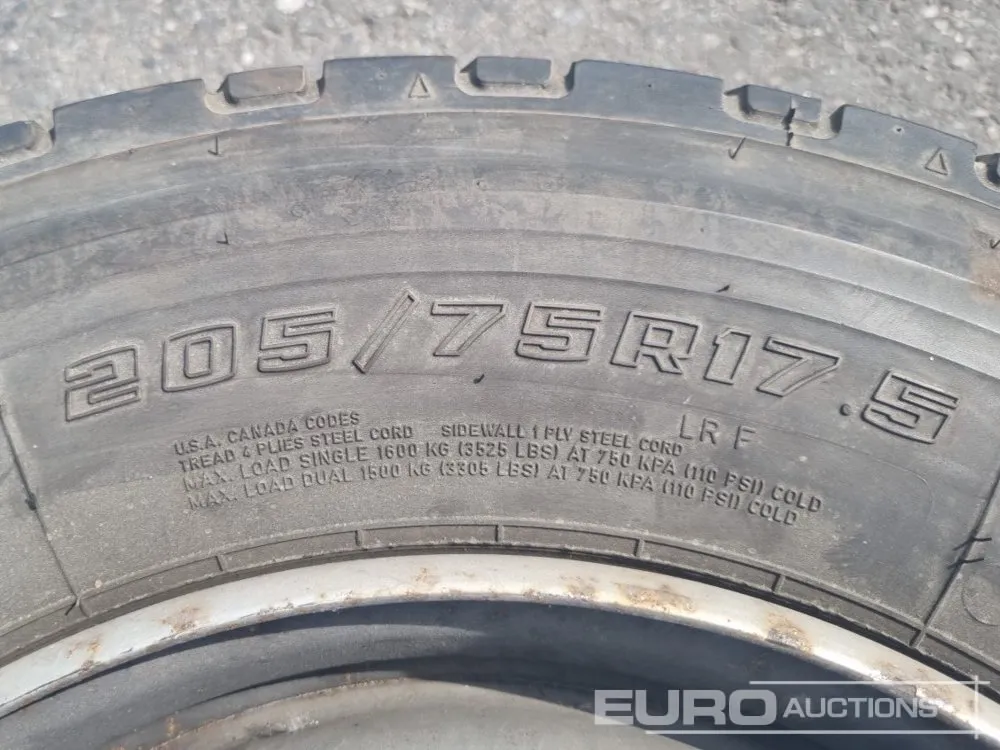 205/75R17.5
LR F
U.S.A. CANADA CODES
TREAD 4 PLIES STEEL CORD SIDEWALL 1 PLY STEEL CORD
MAX. LOAD SINGLE 1600 KG (3525 LBS) AT 750 KPA (110 PSI) COLD
MAX. LOAD DUAL 1500 KG (3305 LBS) AT 750 KPA (110 PSI) COLD
EURO AUCTIONS